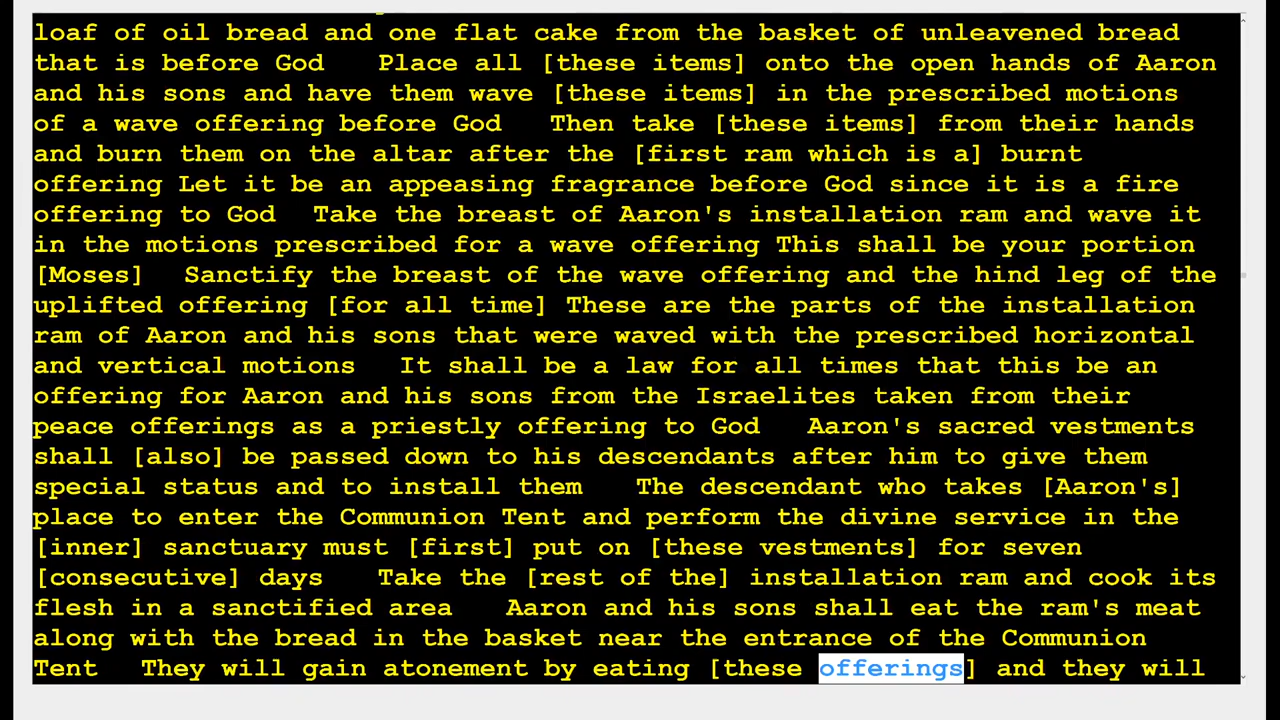 loaf of oil bread and one flat cake from the basket of unleavened bread
that is before God Place all [these items] onto the open hands of Aaron
and his sons and have them wave [these items] in the prescribed motions
of a wave offering before God Then take [these items] from their hands
and burn them on the altar after the [first ram which is a] burnt
offering Let it be an appeasing fragrance before God since it is a fire
offering to God Take the breast of Aaron's installation ram and wave it
in the motions prescribed for a wave offering This shall be your portion
[Moses] Sanctify the breast of the wave offering and the hind leg of the
uplifted offering [for all time] These are the parts of the installation
ram of Aaron and his sons that were waved with the prescribed horizontal
and vertical motions It shall be a law for all times that this be an
offering for Aaron and his sons from the Israelites taken from their
peace offerings as a priestly offering to God Aaron's sacred vestments
shall [also] be passed down to his descendants after him to give them
special status and to install them The descendant who takes [Aaron's]
place to enter the Communion Tent and perform the divine service in the
[inner] sanctuary must [first] put on [these vestments] for seven
[consecutive] days Take the [rest of the] installation ram and cook its
flesh in a sanctified area Aaron and his sons shall eat the ram's meat
along with the bread in the basket near the entrance of the Communion
Tent They will gain atonement by eating [these offerings] and they will